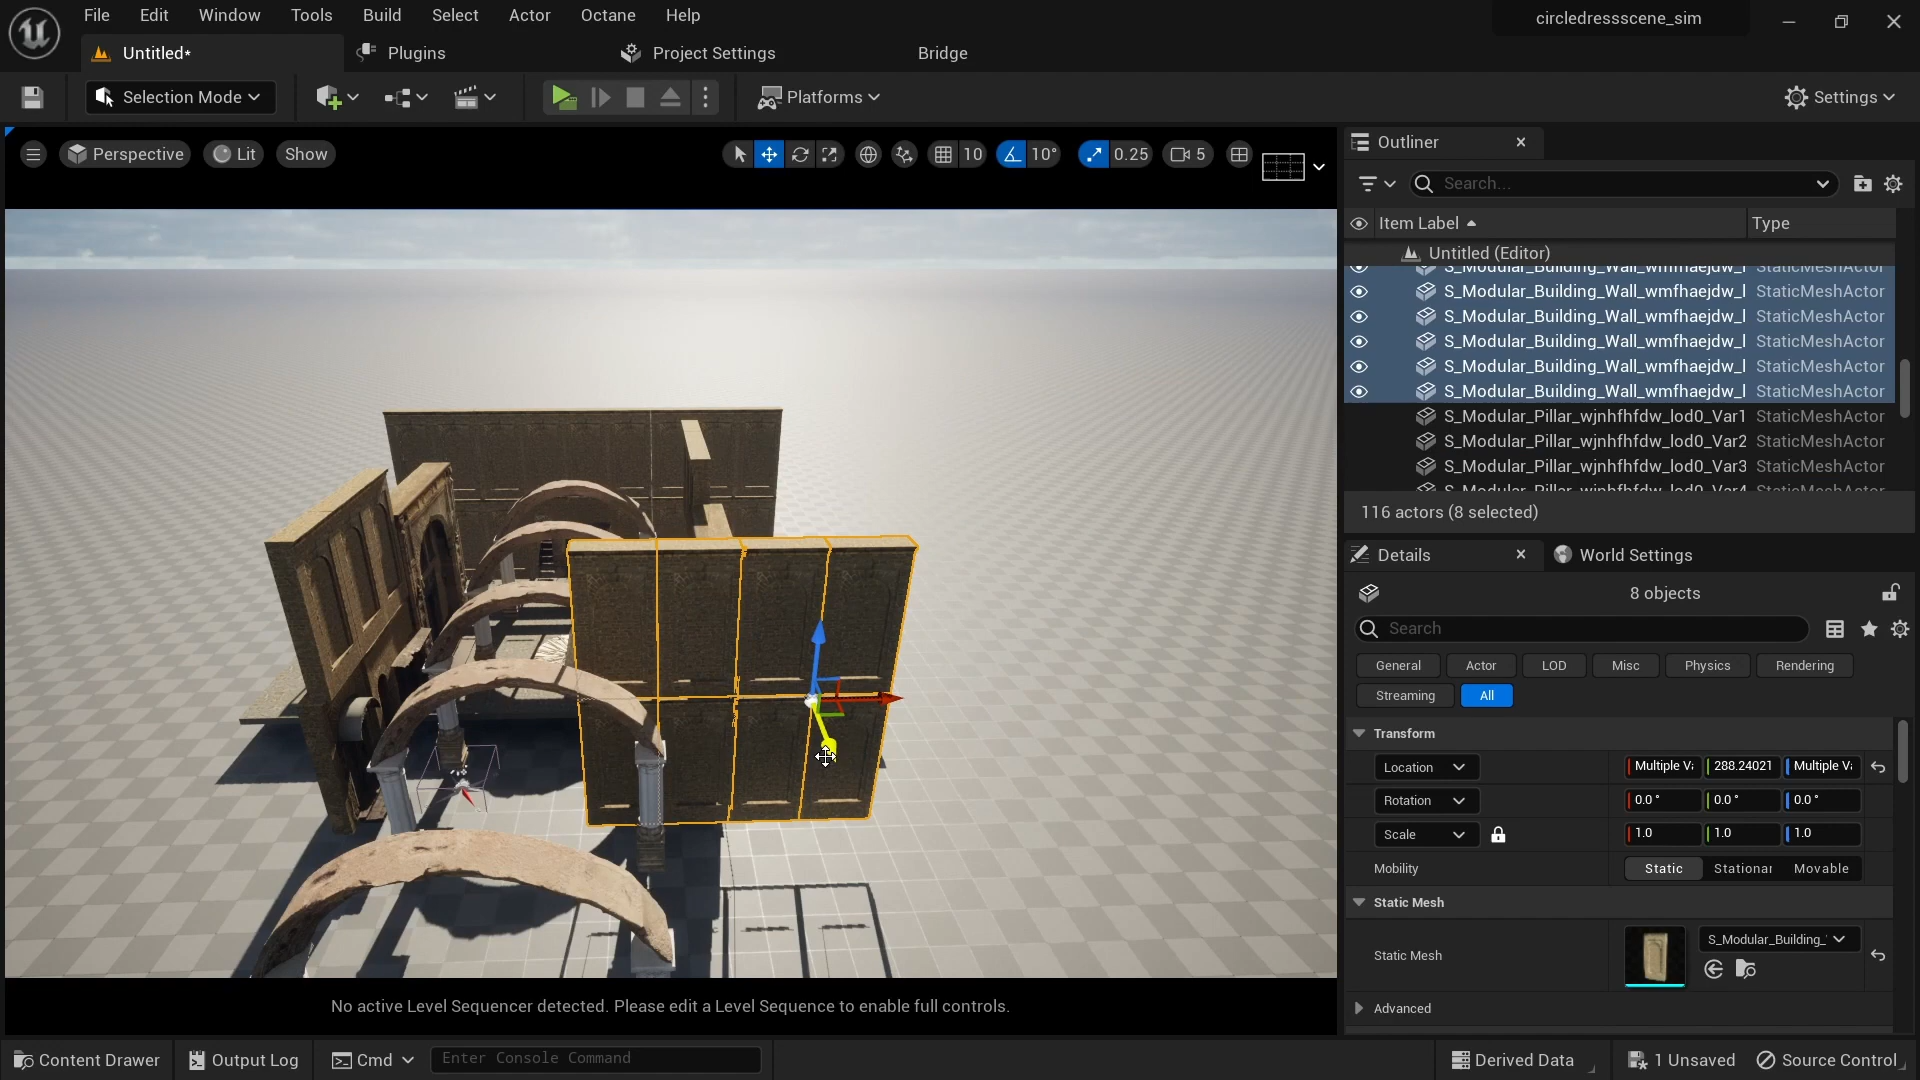 File Edit Window Tools Build Select Actor Octane Help circledressscene_sim
Untitled* Plugins Project Settings Bridge
Selection Mode Platforms Settings
Perspective Lit Show 10 10° 0.25 5
Outliner
Search...
Item Label Type
Untitled (Editor)
S_Modular_Building_Wall_wmfhaejdw_l StaticMeshActor
S_Modular_Building_Wall_wmfhaejdw_l StaticMeshActor
S_Modular_Building_Wall_wmfhaejdw_l StaticMeshActor
S_Modular_Building_Wall_wmfhaejdw_l StaticMeshActor
S_Modular_Building_Wall_wmfhaejdw_l StaticMeshActor
S_Modular_Building_Wall_wmfhaejdw_l StaticMeshActor
S_Modular_Pillar_wjnhfhfdw_lod0_Var1 StaticMeshActor
S_Modular_Pillar_wjnhfhfdw_lod0_Var2 StaticMeshActor
S_Modular_Pillar_wjnhfhfdw_lod0_Var3 StaticMeshActor
S_Modular_Pillar_wjnhfhfdw_lod0_Var4 StaticMeshActor
116 actors (8 selected)
Details World Settings
8 objects
Search
General Actor LOD Misc Physics Rendering
Streaming All
Transform
Location Multiple Va 288.24021 Multiple Va
Rotation 0.0 ° 0.0 ° 0.0 °
Scale 1.0 1.0 1.0
Mobility Static Stationar Movable
Static Mesh
Static Mesh S_Modular_Building_
Advanced
No active Level Sequencer detected. Please edit a Level Sequence to enable full controls.
Content Drawer Output Log Cmd Enter Console Command Derived Data 1 Unsaved Source Control